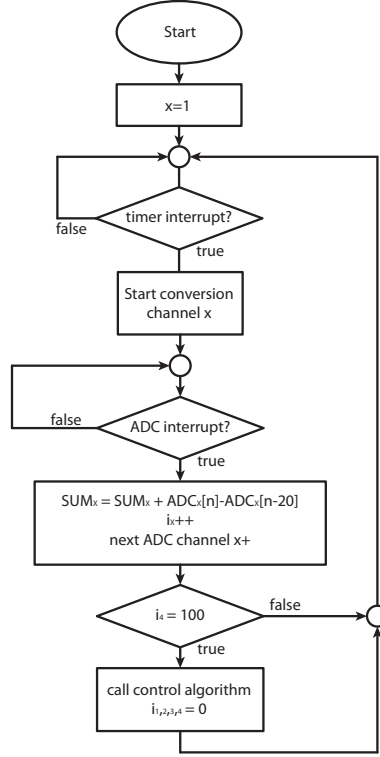 Start
x=1
timer interrupt?
false
true
Start conversion
channel x
ADC interrupt?
false
true
SUMₓ = SUMₓ + ADCₓ[n]-ADCₓ[n-20]
iₓ++
next ADC channel x+
i₄ = 100
false
true
call control algorithm
i₁,₂,₃,₄ = 0